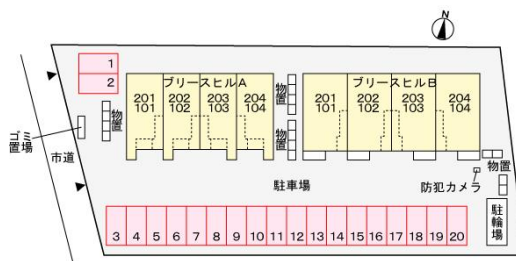 N
1
2
ブリーズヒルA
201 202 203 204
101 102 103 104
物置
物置
物置
ブリーズヒルB
201 202 203 204
101 102 103 104
ゴミ置場
市道
駐車場
物置
防犯カメラ
駐輪場
3 4 5 6 7 8 9 10 11 12 13 14 15 16 17 18 19 20